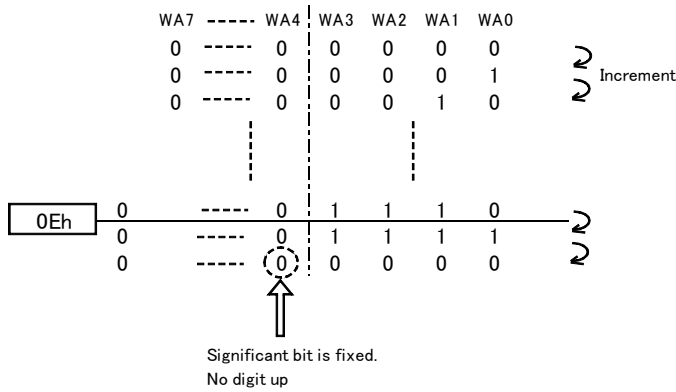 WA7 ----- WA4 WA3 WA2 WA1 WA0
0 ----- 0 0 0 0 0
0 ----- 0 0 0 0 1
Increment
0 ----- 0 0 0 1 0
0 ----- 0 1 1 1 0
0Eh
0 ----- 0 1 1 1 1
0 ----- 0 0 0 0 0
Significant bit is fixed.
No digit up